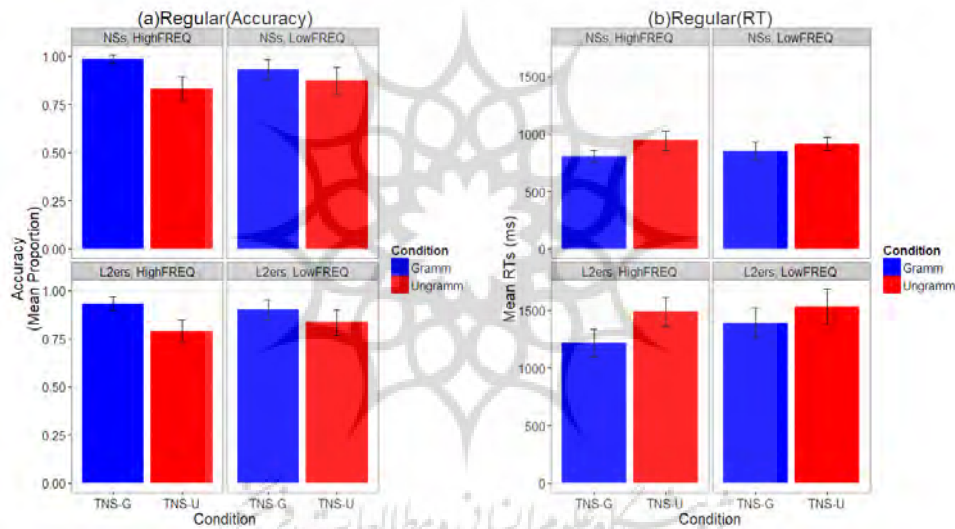 (a)Regular(Accuracy)
NSs, HighFREQ
NSs, LowFREQ
1.00
0.75
0.50
0.25
0.00
L2ers, HighFREQ
L2ers, LowFREQ
1.00
0.75
0.50
0.25
0.00
Accuracy
(Mean Proportion)
TNS-G
TNS-U
TNS-G
TNS-U
Condition
Condition
Gramm
Ungramm
(b)Regular(RT)
NSs, HighFREQ
NSs, LowFREQ
1500
1000
500
0
L2ers, HighFREQ
L2ers, LowFREQ
1500
1000
500
0
Mean RTs (ms)
TNS-G
TNS-U
TNS-G
TNS-U
Condition
Condition
Gramm
Ungramm